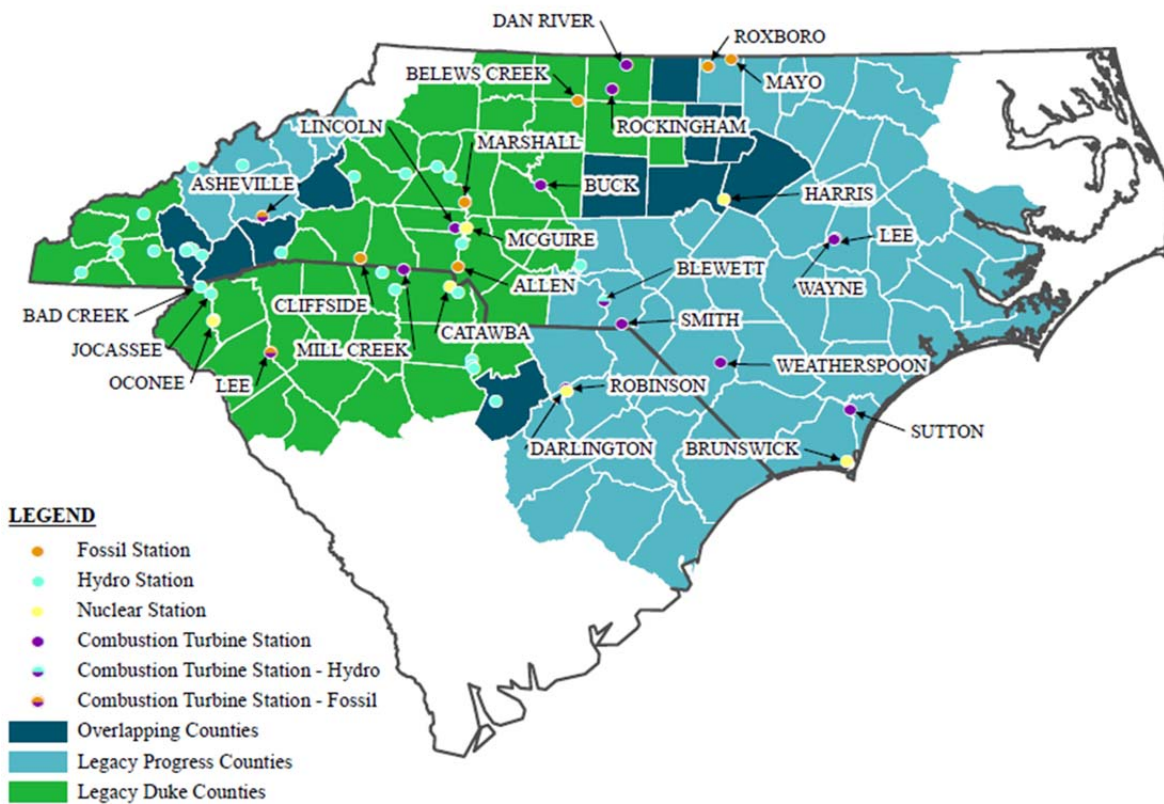 DAN RIVER
ROXBORO
BELEWS CREEK
MAYO
LINCOLN
MARSHALL
ROCKINGHAM
ASHEVILLE
BUCK
HARRIS
MCGUIRE
LEE
BLEWETT
ALLEN
WAYNE
CLIFFSIDE
BAD CREEK
SMITH
CATAWBA
JOCASSEE
MILL CREEK
WEATHERSPOON
OCONEE
LEE
ROBINSON
SUTTON
DARLINGTON
BRUNSWICK
LEGEND
Fossil Station
Hydro Station
Nuclear Station
Combustion Turbine Station
Combustion Turbine Station - Hydro
Combustion Turbine Station - Fossil
Overlapping Counties
Legacy Progress Counties
Legacy Duke Counties